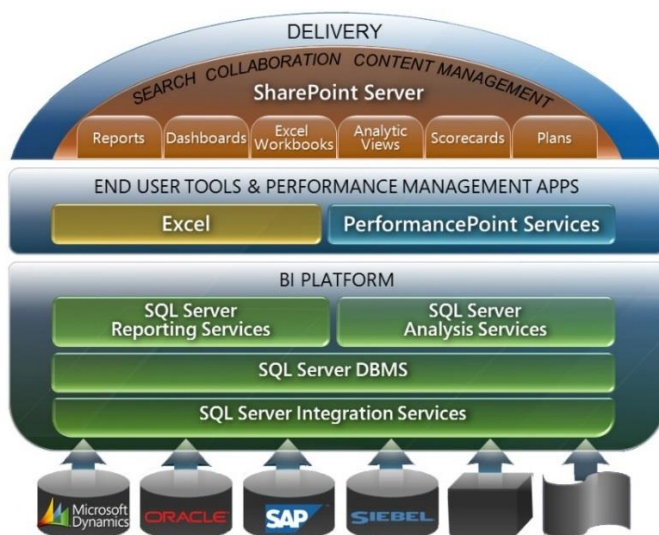 DELIVERY
SEARCH COLLABORATION CONTENT MANAGEMENT
SharePoint Server
Reports
Dashboards
Excel
Workbooks
Analytic
Views
Scorecards
Plans
END USER TOOLS & PERFORMANCE MANAGEMENT APPS
Excel
PerformancePoint Services
BI PLATFORM
SQL Server
Reporting Services
SQL Server
Analysis Services
SQL Server DBMS
SQL Server Integration Services
Microsoft
Dynamics
ORACLE
SAP
SIEBEL